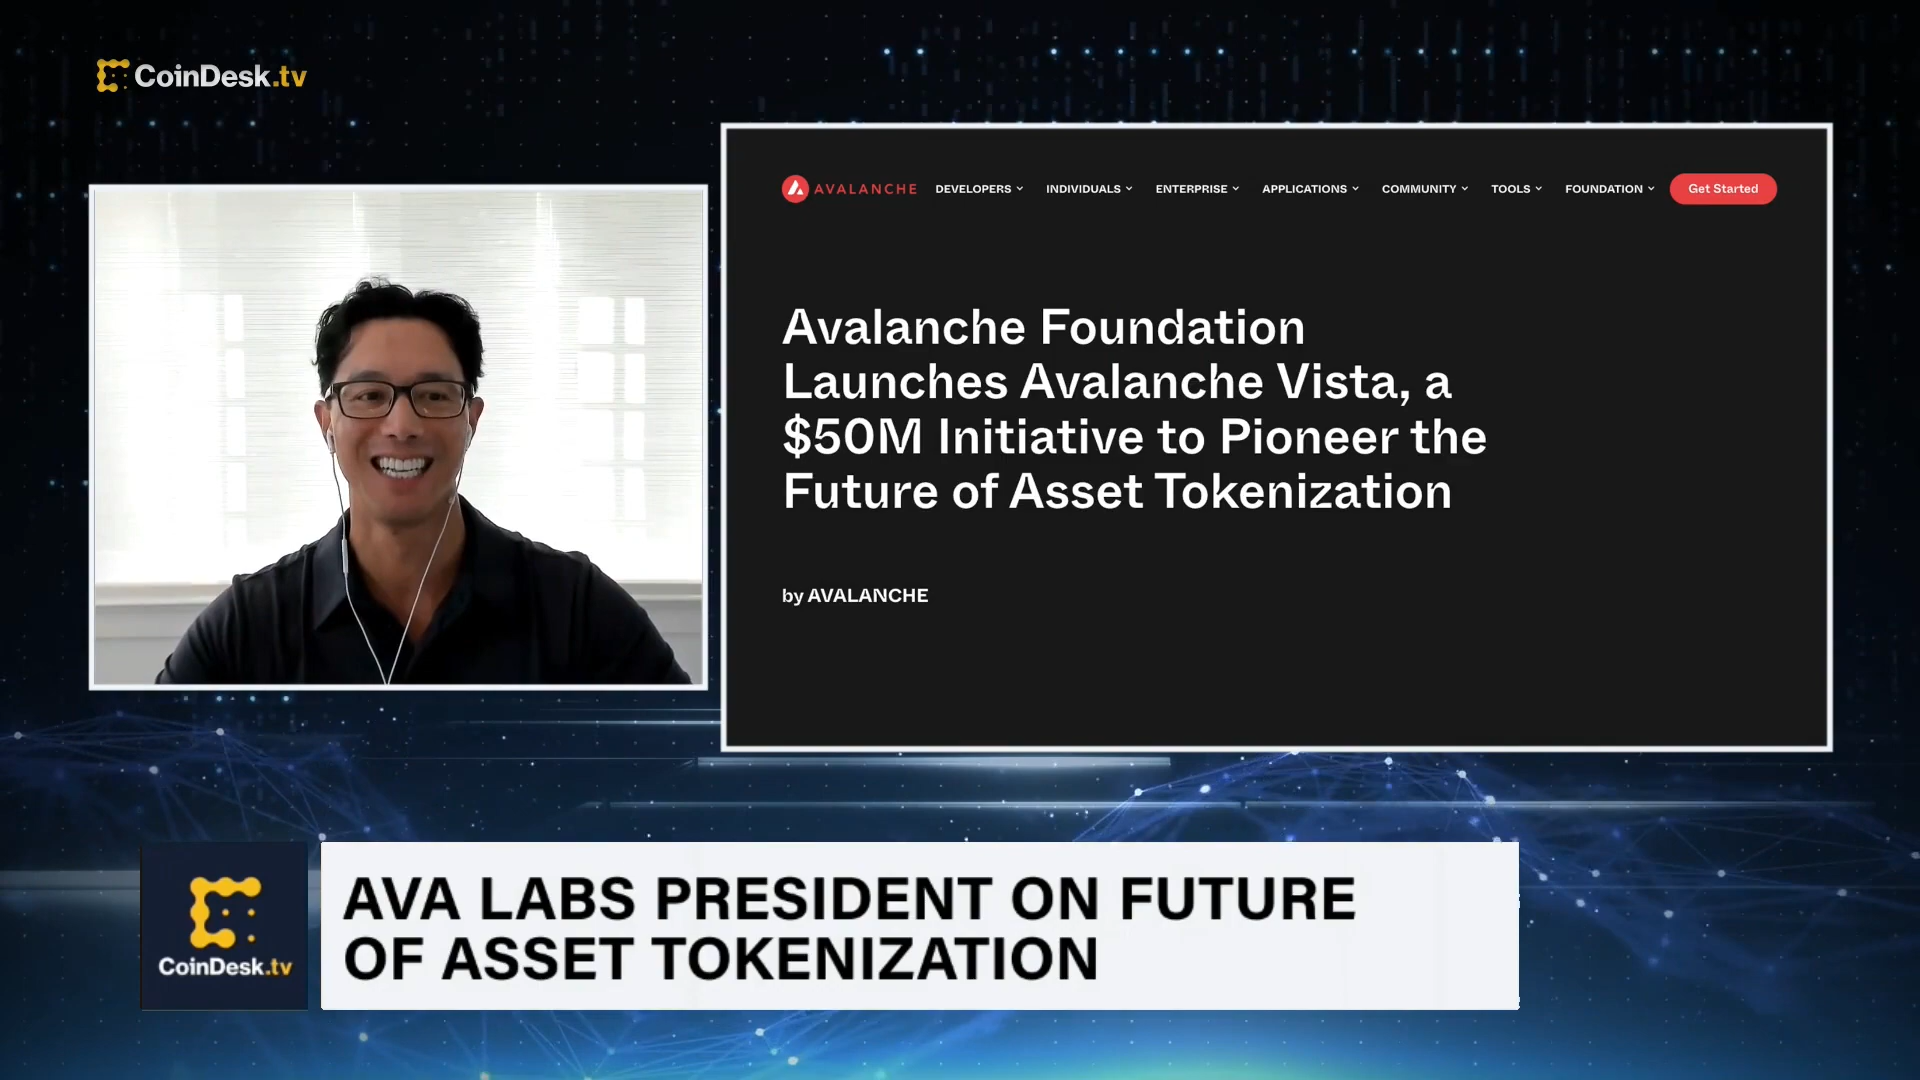 CoinDesk.tv
AVALANCHE DEVELOPERS INDIVIDUALS ENTERPRISE APPLICATIONS COMMUNITY TOOLS FOUNDATION Get Started
Avalanche Foundation
Launches Avalanche Vista, a
$50M Initiative to Pioneer the
Future of Asset Tokenization
by AVALANCHE
CoinDesk.tv
AVA LABS PRESIDENT ON FUTURE
OF ASSET TOKENIZATION